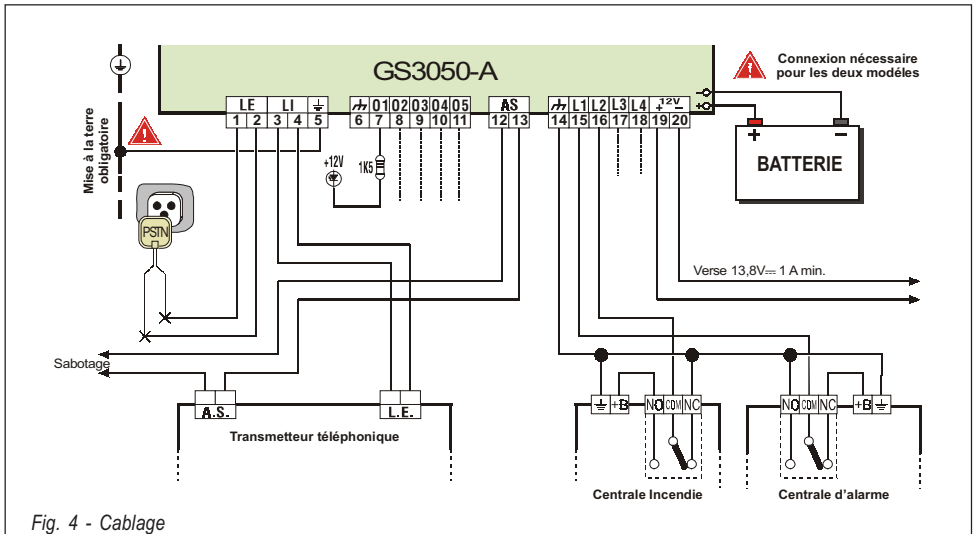 GS3050-A
Connexion nécessaire
pour les deux modéles
LE LI ⏚
1 2 3 4 5
01 02 03 04 05
6 7 8 9 10 11
AS
12 13
L1 L2 L3 L4 +12V–
14 15 16 17 18 19 20
–
+
+ –
BATTERIE
Mise à la terre
obligatoire
+12V
1K5
PSTN
Verse 13,8V⎓ 1 A min.
Sabotage
A.S.
L.E.
Transmetteur téléphonique
⏚ +B NO COM NC
Centrale Incendie
NO COM NC +B ⏚
Centrale d'alarme
Fig. 4 - Cablage